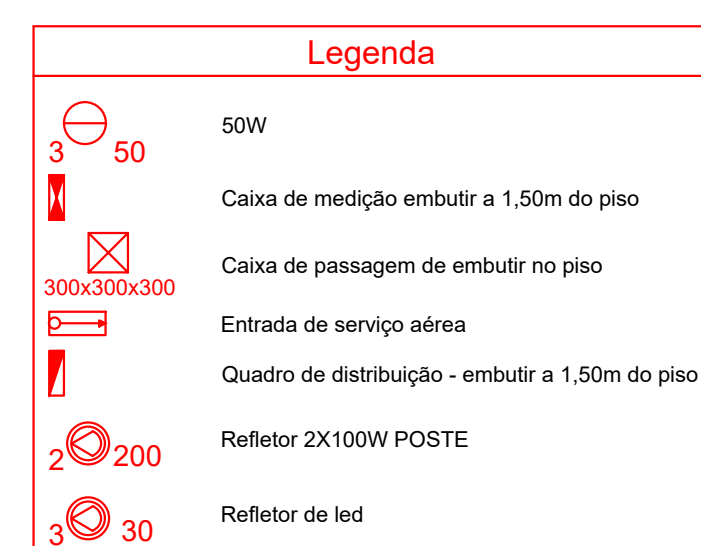 Legenda
50W
3 50
Caixa de medição embutir a 1,50m do piso
Caixa de passagem de embutir no piso
300x300x300
Entrada de serviço aérea
Quadro de distribuição - embutir a 1,50m do piso
Refletor 2X100W POSTE
2 200
Refletor de led
3 30